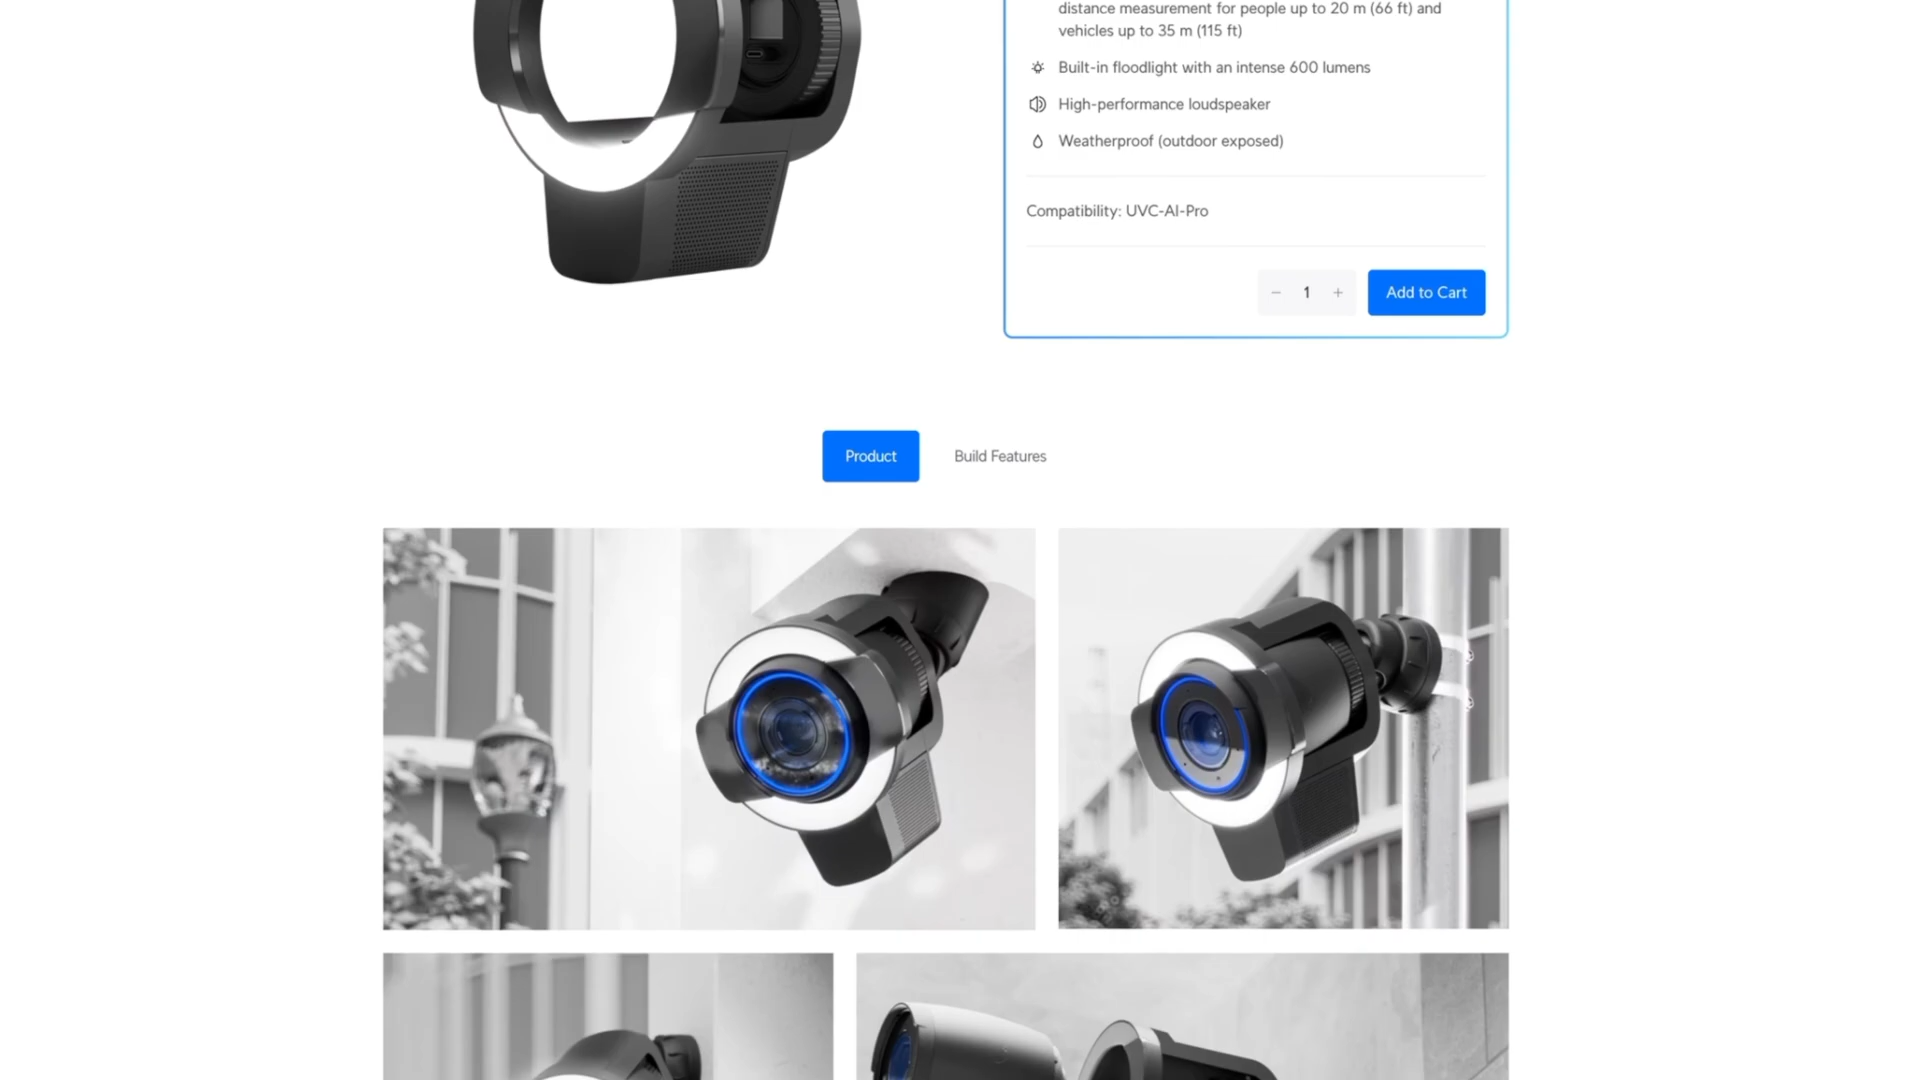 distance measurement for people up to 20 m (66 ft) and
vehicles up to 35 m (115 ft)
Built-in floodlight with an intense 600 lumens
High-performance loudspeaker
Weatherproof (outdoor exposed)
Compatibility: UVC-AI-Pro
− 1 + Add to Cart
Product Build Features